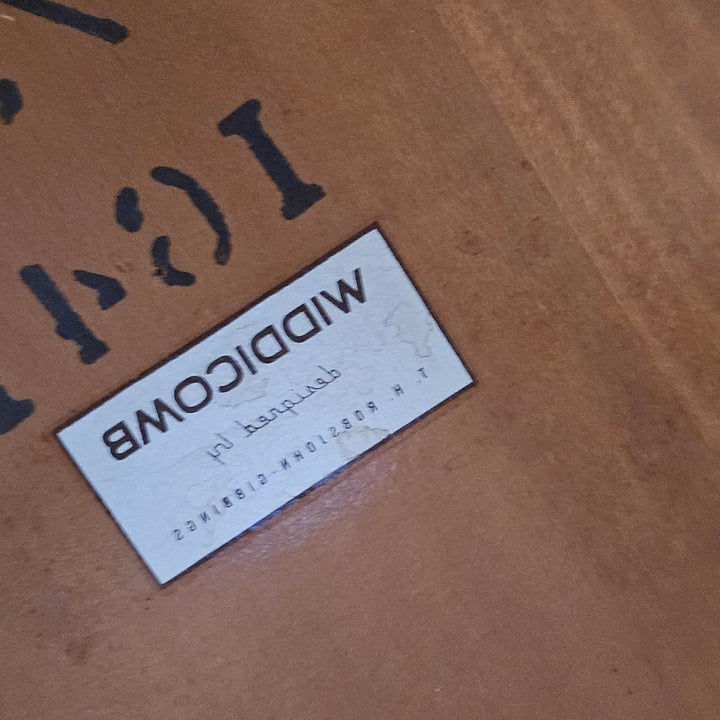 WIDDICOMB
designed by
T. H. ROBSJOHN-GIBBINGS